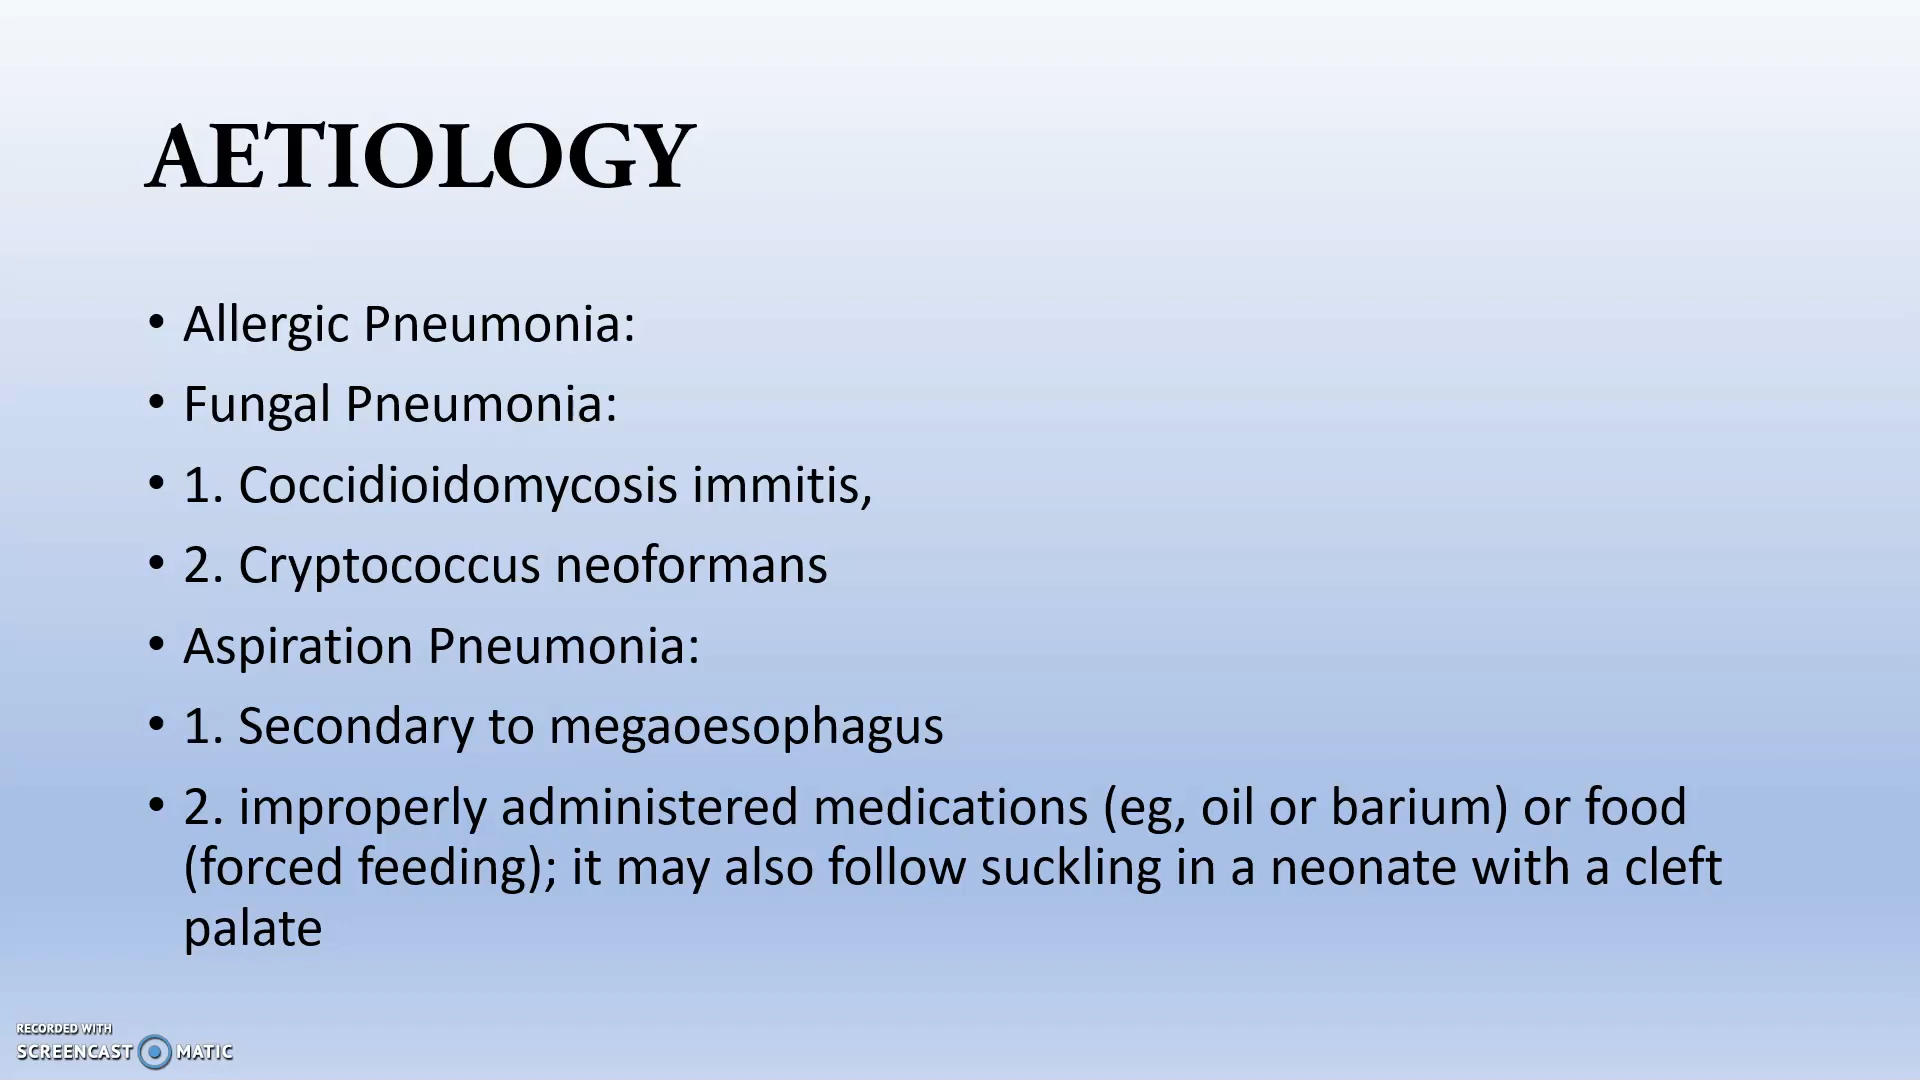 AETIOLOGY
• Allergic Pneumonia:
• Fungal Pneumonia:
• 1. Coccidioidomycosis immitis,
• 2. Cryptococcus neoformans
• Aspiration Pneumonia:
• 1. Secondary to megaoesophagus
• 2. improperly administered medications (eg, oil or barium) or food
(forced feeding); it may also follow suckling in a neonate with a cleft
palate
RECORDED WITH
SCREENCAST MATIC